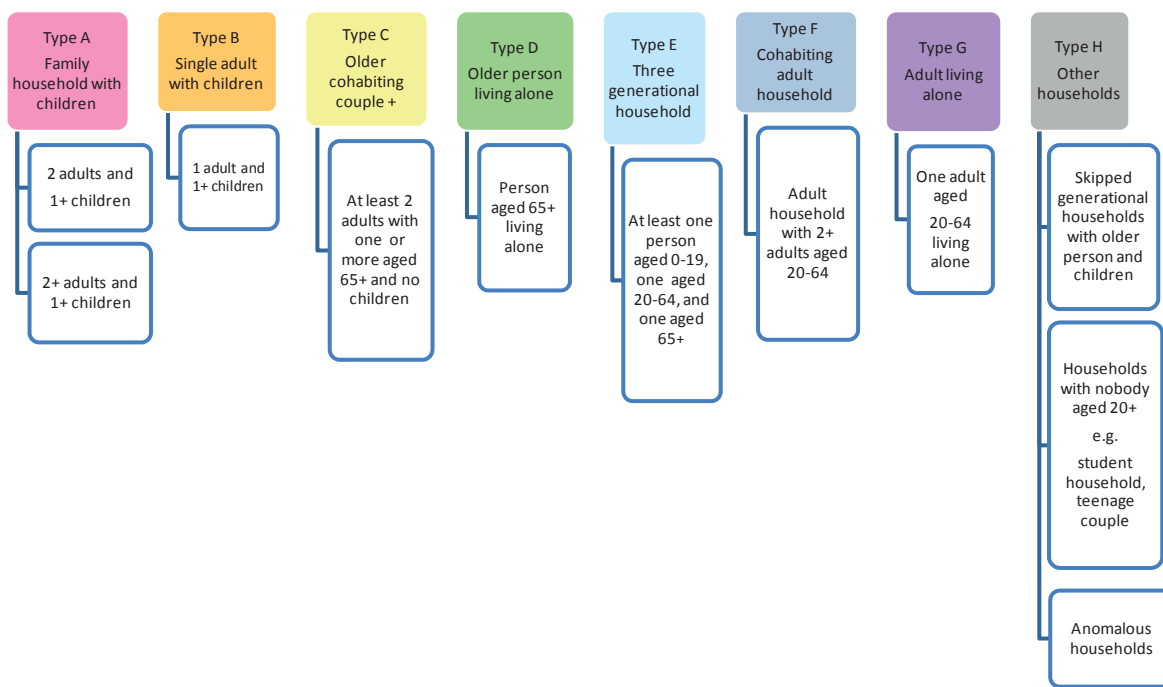 Type A
Family
household with
children
2 adults and
1+ children
2+ adults and
1+ children
Type B
Single adult
with children
1 adult and
1+ children
Type C
Older
cohabiting
couple +
At least 2
adults with
one or
more aged
65+ and no
children
Type D
Older person
living alone
Person
aged 65+
living
alone
Type E
Three
generational
household
At least one
person
aged 0-19,
one aged
20-64, and
one aged
65+
Type F
Cohabiting
adult
household
Adult
household
with 2+
adults aged
20-64
Type G
Adult living
alone
One adult
aged
20-64
living
alone
Type H
Other
households
Skipped
generational
households
with older
person and
children
Households
with nobody
aged 20+
e.g.
student
household,
teenage
couple
Anomalous
households